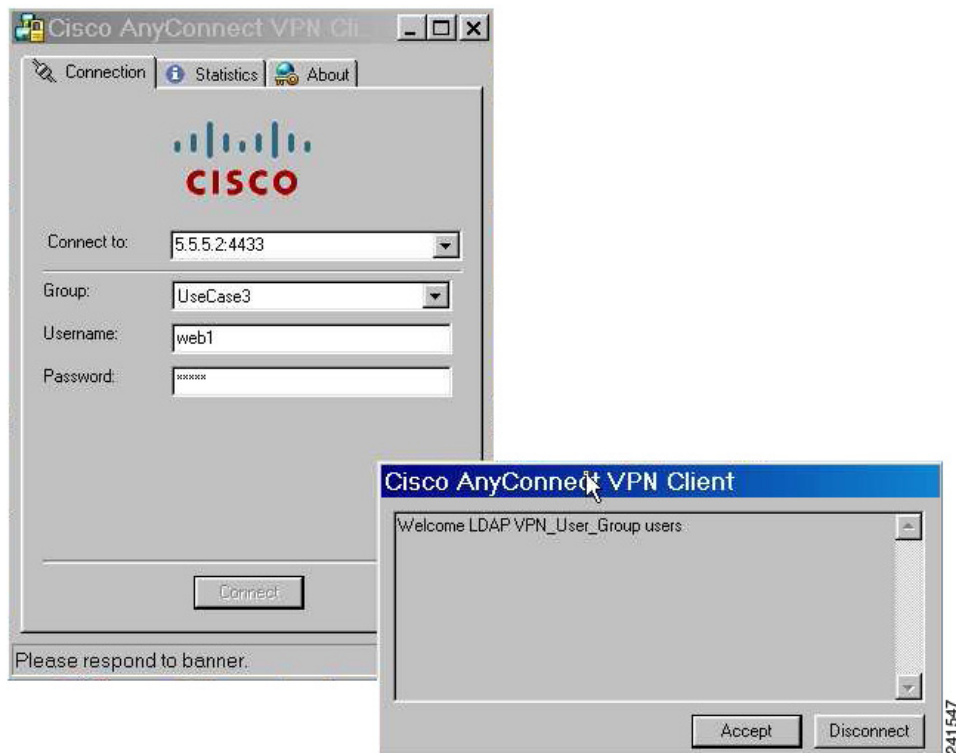 Cisco AnyConnect VPN Cli...
Connection
Statistics
About
CISCO
Connect to:
5.5.5.2:4433
Group:
UseCase3
Username:
web1
Password:
*****
Connect
Please respond to banner.
Cisco AnyConnect VPN Client
Welcome LDAP VPN_User_Group users
Accept
Disconnect
241547